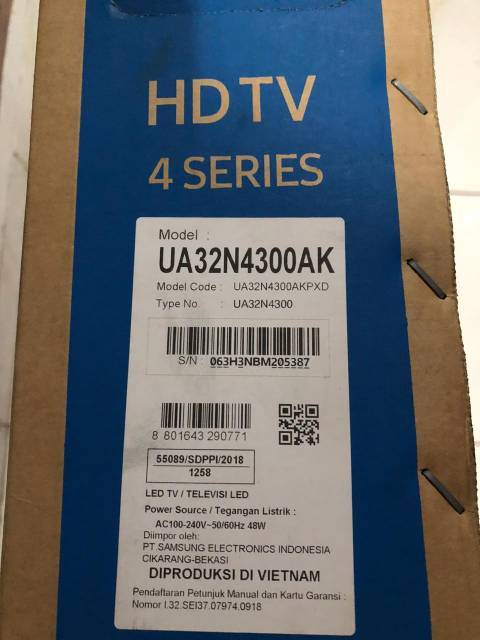 HD TV
4 SERIES
Model :
UA32N4300AK
Model Code : UA32N4300AKPXD
Type No. : UA32N4300
S/N : 063H3NBM205387
8 801643 290771
55089/SDPPI/2018
1258
LED TV / TELEVISI LED
Power Source / Tegangan Listrik :
AC100-240V~50/60Hz 48W
Diimpor oleh:
PT.SAMSUNG ELECTRONICS INDONESIA
CIKARANG-BEKASI
DIPRODUKSI DI VIETNAM
Pendaftaran Petunjuk Manual dan Kartu Garansi :
Nomor I.32.SEI37.07974.0918